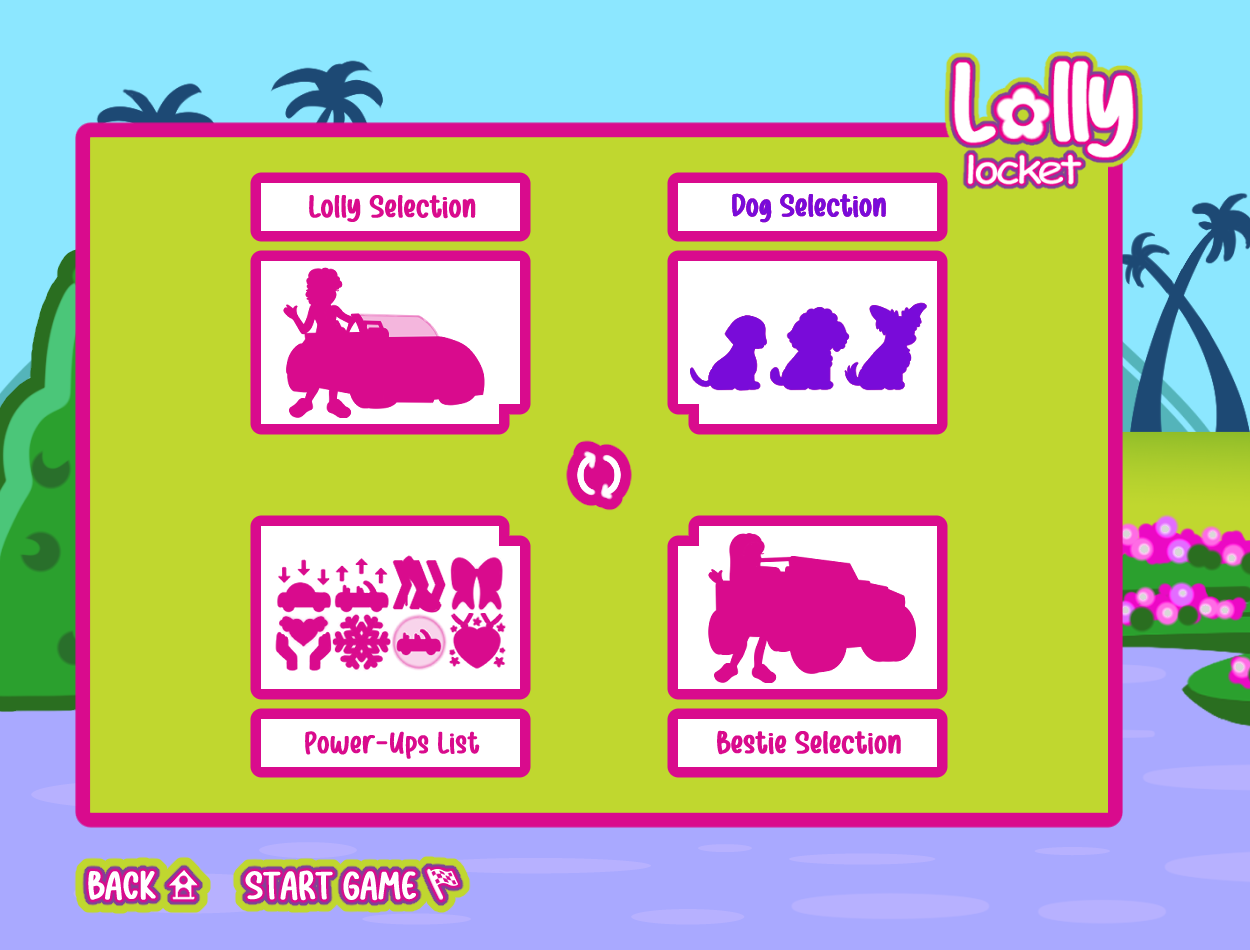 Lolly
locket
Lolly Selection
Dog Selection
Power-Ups List
Bestie Selection
BACK
START GAME